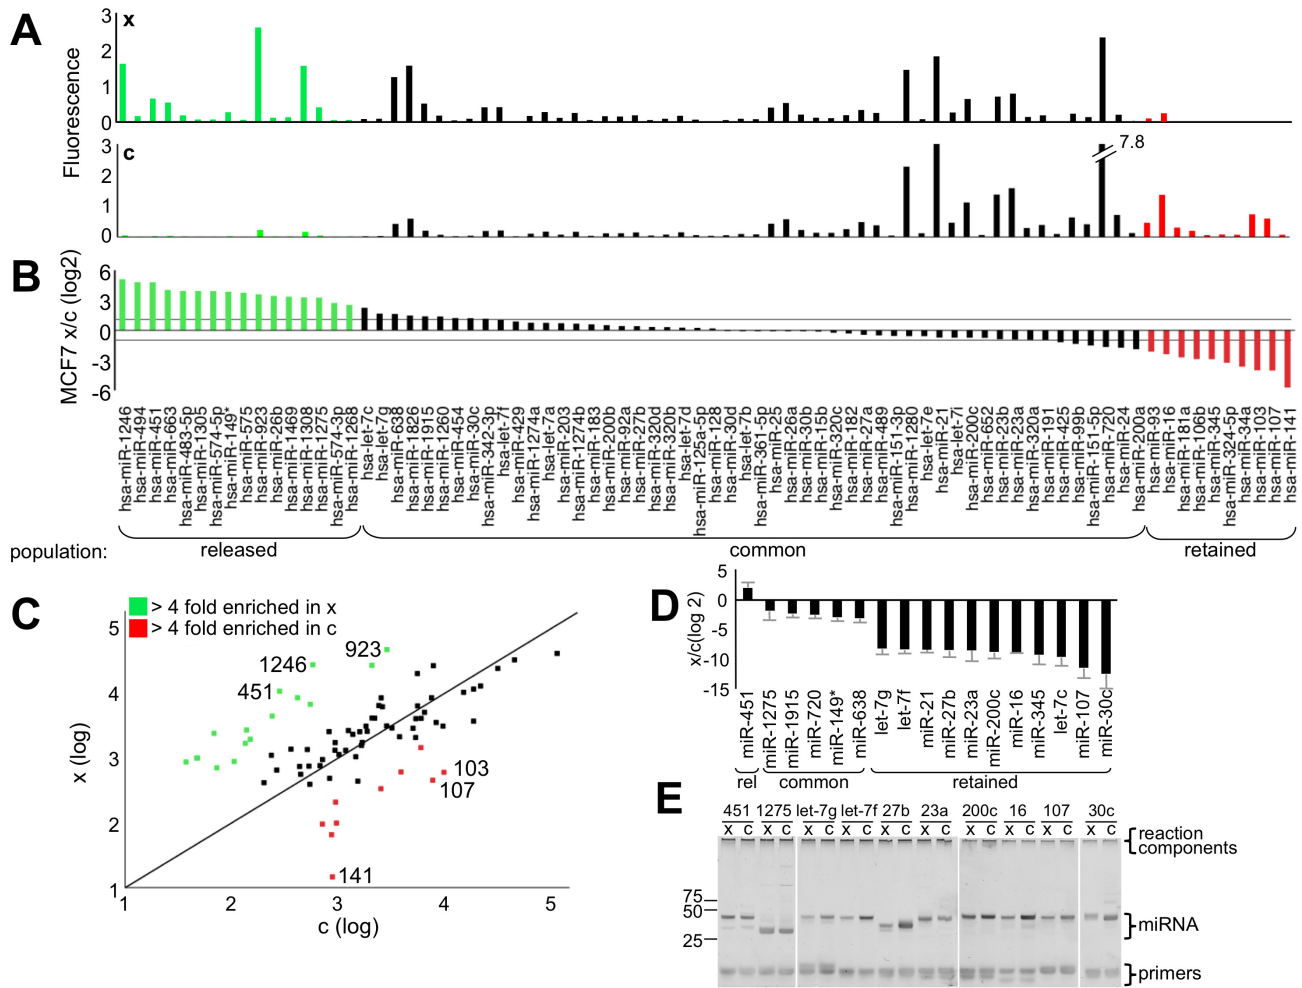 A
x
3
2
1
0
Fluorescence
c
7.8
3
2
1
0
B
MCF7 x/c (log2)
6
3
0
-3
-6
hsa-miR-1246
hsa-miR-494
hsa-miR-451
hsa-miR-663
hsa-miR-483-5p
hsa-miR-1305
hsa-miR-574-5p
hsa-miR-149*
hsa-miR-575
hsa-miR-923
hsa-miR-26b
hsa-miR-1469
hsa-miR-1308
hsa-miR-1275
hsa-miR-574-3p
hsa-miR-1268
hsa-let-7c
hsa-let-7g
hsa-miR-638
hsa-miR-1826
hsa-miR-1915
hsa-miR-1260
hsa-miR-454
hsa-miR-30c
hsa-miR-342-3p
hsa-let-7f
hsa-miR-429
hsa-miR-1274a
hsa-let-7a
hsa-miR-203
hsa-miR-1274b
hsa-miR-183
hsa-miR-200b
hsa-miR-92a
hsa-miR-27b
hsa-miR-320d
hsa-miR-320b
hsa-let-7d
hsa-miR-125a-5p
hsa-miR-128
hsa-miR-30d
hsa-let-7b
hsa-miR-361-5p
hsa-miR-25
hsa-miR-26a
hsa-miR-30b
hsa-miR-15b
hsa-miR-320c
hsa-miR-182
hsa-miR-27a
hsa-miR-489
hsa-miR-151-3p
hsa-miR-1280
hsa-let-7e
hsa-miR-21
hsa-let-7i
hsa-miR-200c
hsa-miR-652
hsa-miR-23b
hsa-miR-23a
hsa-miR-320a
hsa-miR-191
hsa-miR-425
hsa-miR-99b
hsa-miR-151-5p
hsa-miR-720
hsa-miR-24
hsa-miR-200a
hsa-miR-93
hsa-miR-16
hsa-miR-181a
hsa-miR-106b
hsa-miR-345
hsa-miR-324-5p
hsa-miR-34a
hsa-miR-103
hsa-miR-107
hsa-miR-141
population:
released
common
retained
C
> 4 fold enriched in x
> 4 fold enriched in c
5
4
3
2
1
x (log)
1246
923
451
103
107
141
1
2
3
4
5
c (log)
D
x/c(log 2)
5
0
-5
-10
-15
miR-451
miR-1275
miR-1915
miR-720
miR-149*
miR-638
let-7g
let-7f
miR-21
miR-27b
miR-23a
miR-200c
miR-16
miR-345
let-7c
miR-107
miR-30c
rel
common
retained
E
451 1275 let-7g let-7f 27b 23a 200c 16 107 30c
x c x c x c x c x c x c x c x c x c x c
reaction
components
75
50
25
miRNA
primers